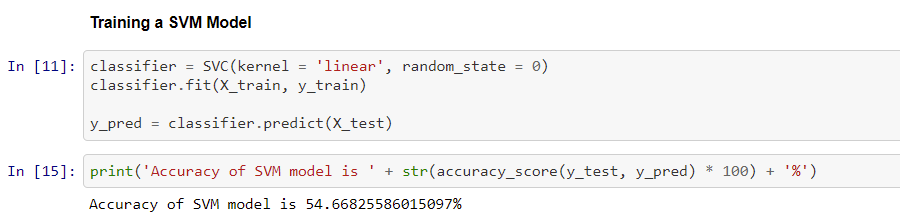 Training a SVM Model
In [11]: classifier = SVC(kernel = 'linear', random_state = 0)
classifier.fit(X_train, y_train)
y_pred = classifier.predict(X_test)
In [15]: print('Accuracy of SVM model is ' + str(accuracy_score(y_test, y_pred) * 100) + '%')
Accuracy of SVM model is 54.66825586015097%